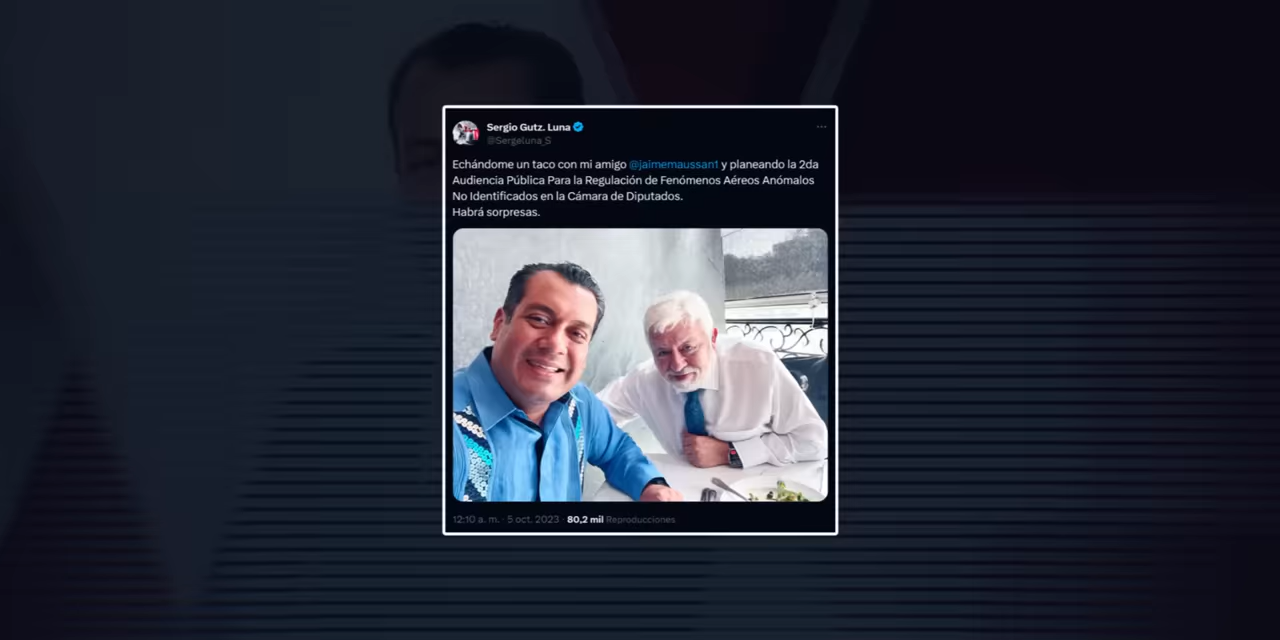 Sergio Gutz. Luna
@Sergeluna_S
Echándome un taco con mi amigo @jaimemaussan1 y planeando la 2da
Audiencia Pública Para la Regulación de Fenómenos Aéreos Anómalos
No Identificados en la Cámara de Diputados.
Habrá sorpresas.
12:10 a. m. · 5 oct. 2023 · 80,2 mil Reproducciones